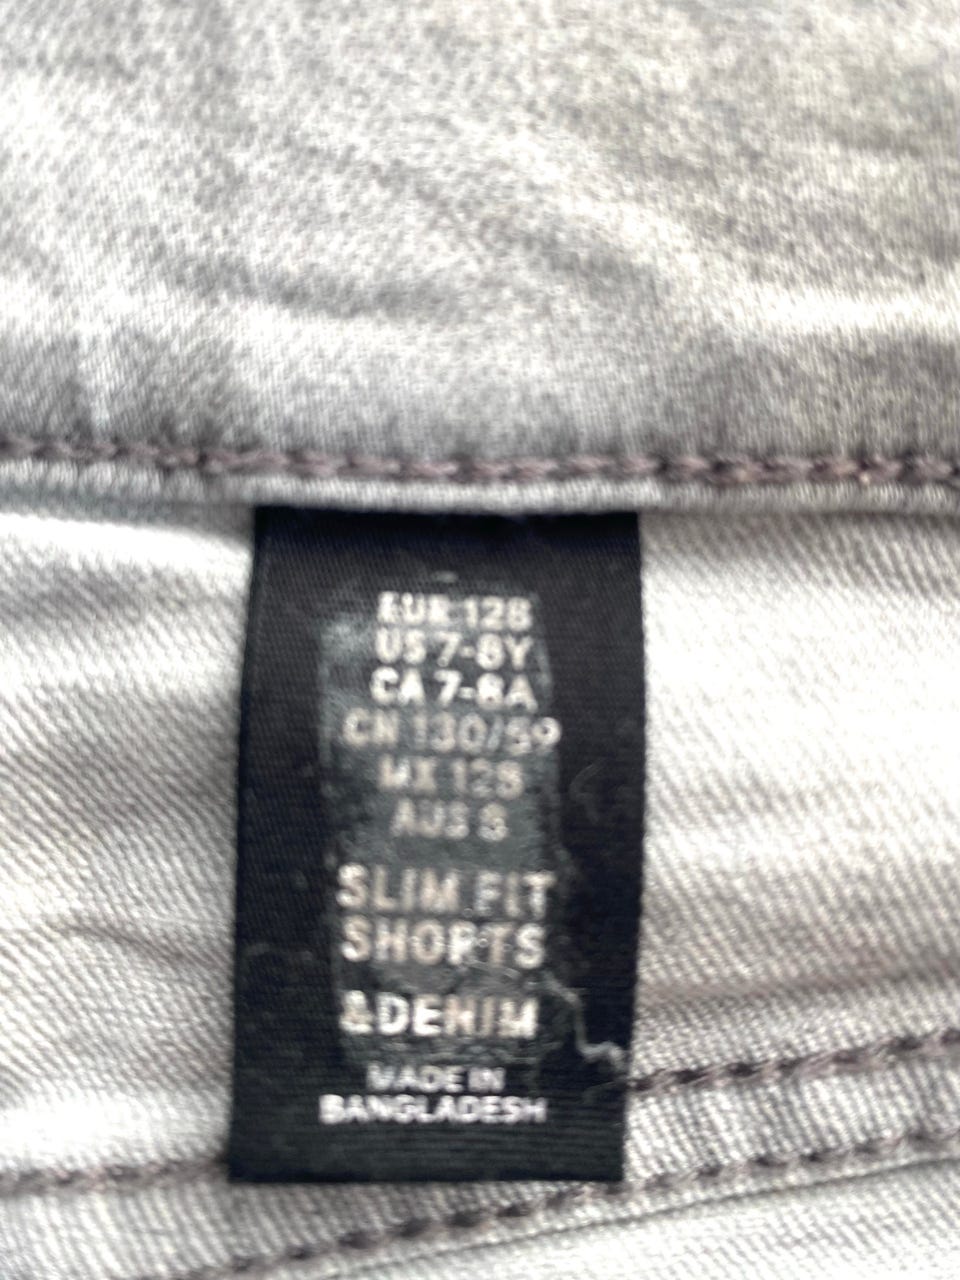 EUR 128
US 7-8Y
CA 7-8A
CN 130/59
MX 128
AUS 8
SLIM FIT
SHORTS
&DENIM
MADE IN
BANGLADESH